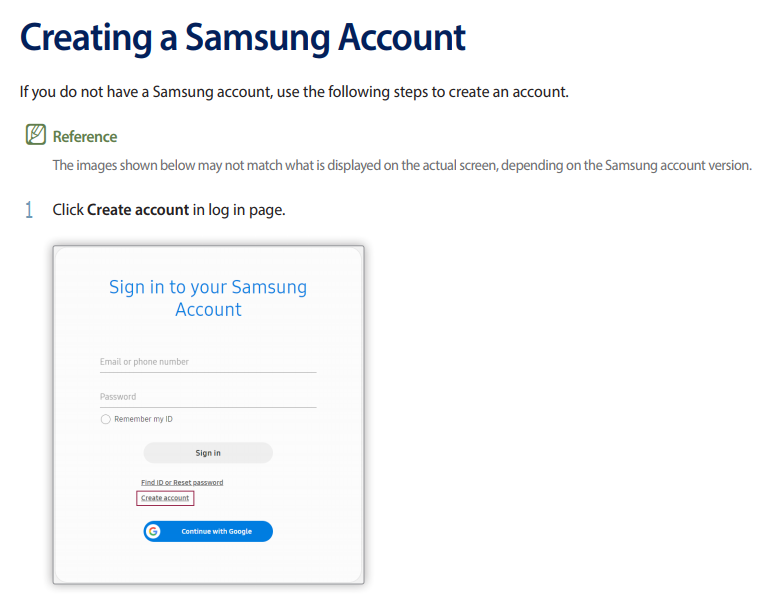 Creating a Samsung Account
If you do not have a Samsung account, use the following steps to create an account.
Reference
The images shown below may not match what is displayed on the actual screen, depending on the Samsung account version.
1 Click Create account in log in page.
Sign in to your Samsung
Account
Email or phone number
Password
Remember my ID
Sign in
Find ID or Reset password
Create account
G Continue with Google